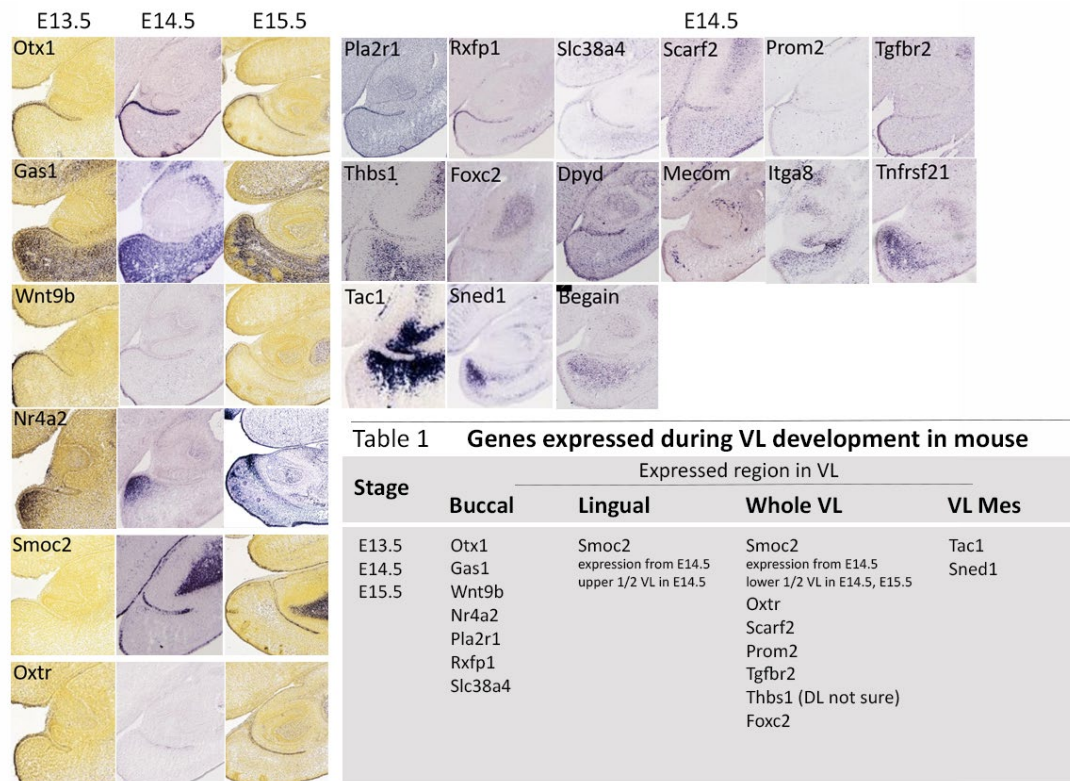 E13.5 E14.5 E15.5
E14.5
Otx1
Pla2r1 Rxfp1 Slc38a4 Scarf2 Prom2 Tgfbr2
Gas1
Thbs1 Foxc2 Dpyd Mecom Itga8 Tnfrsf21
Wnt9b
Tac1 Sned1 Begain
Nr4a2
Smoc2
Oxtr
Table 1 Genes expressed during VL development in mouse
Stage
Expressed region in VL
Buccal Lingual Whole VL VL Mes
E13.5 Otx1 Smoc2 Smoc2 Tac1
E14.5 Gas1 expression from E14.5 expression from E14.5 Sned1
E15.5 Wnt9b upper 1/2 VL in E14.5 lower 1/2 VL in E14.5, E15.5
Nr4a2 Oxtr
Pla2r1 Scarf2
Rxfp1 Prom2
Slc38a4 Tgfbr2
Thbs1 (DL not sure)
Foxc2